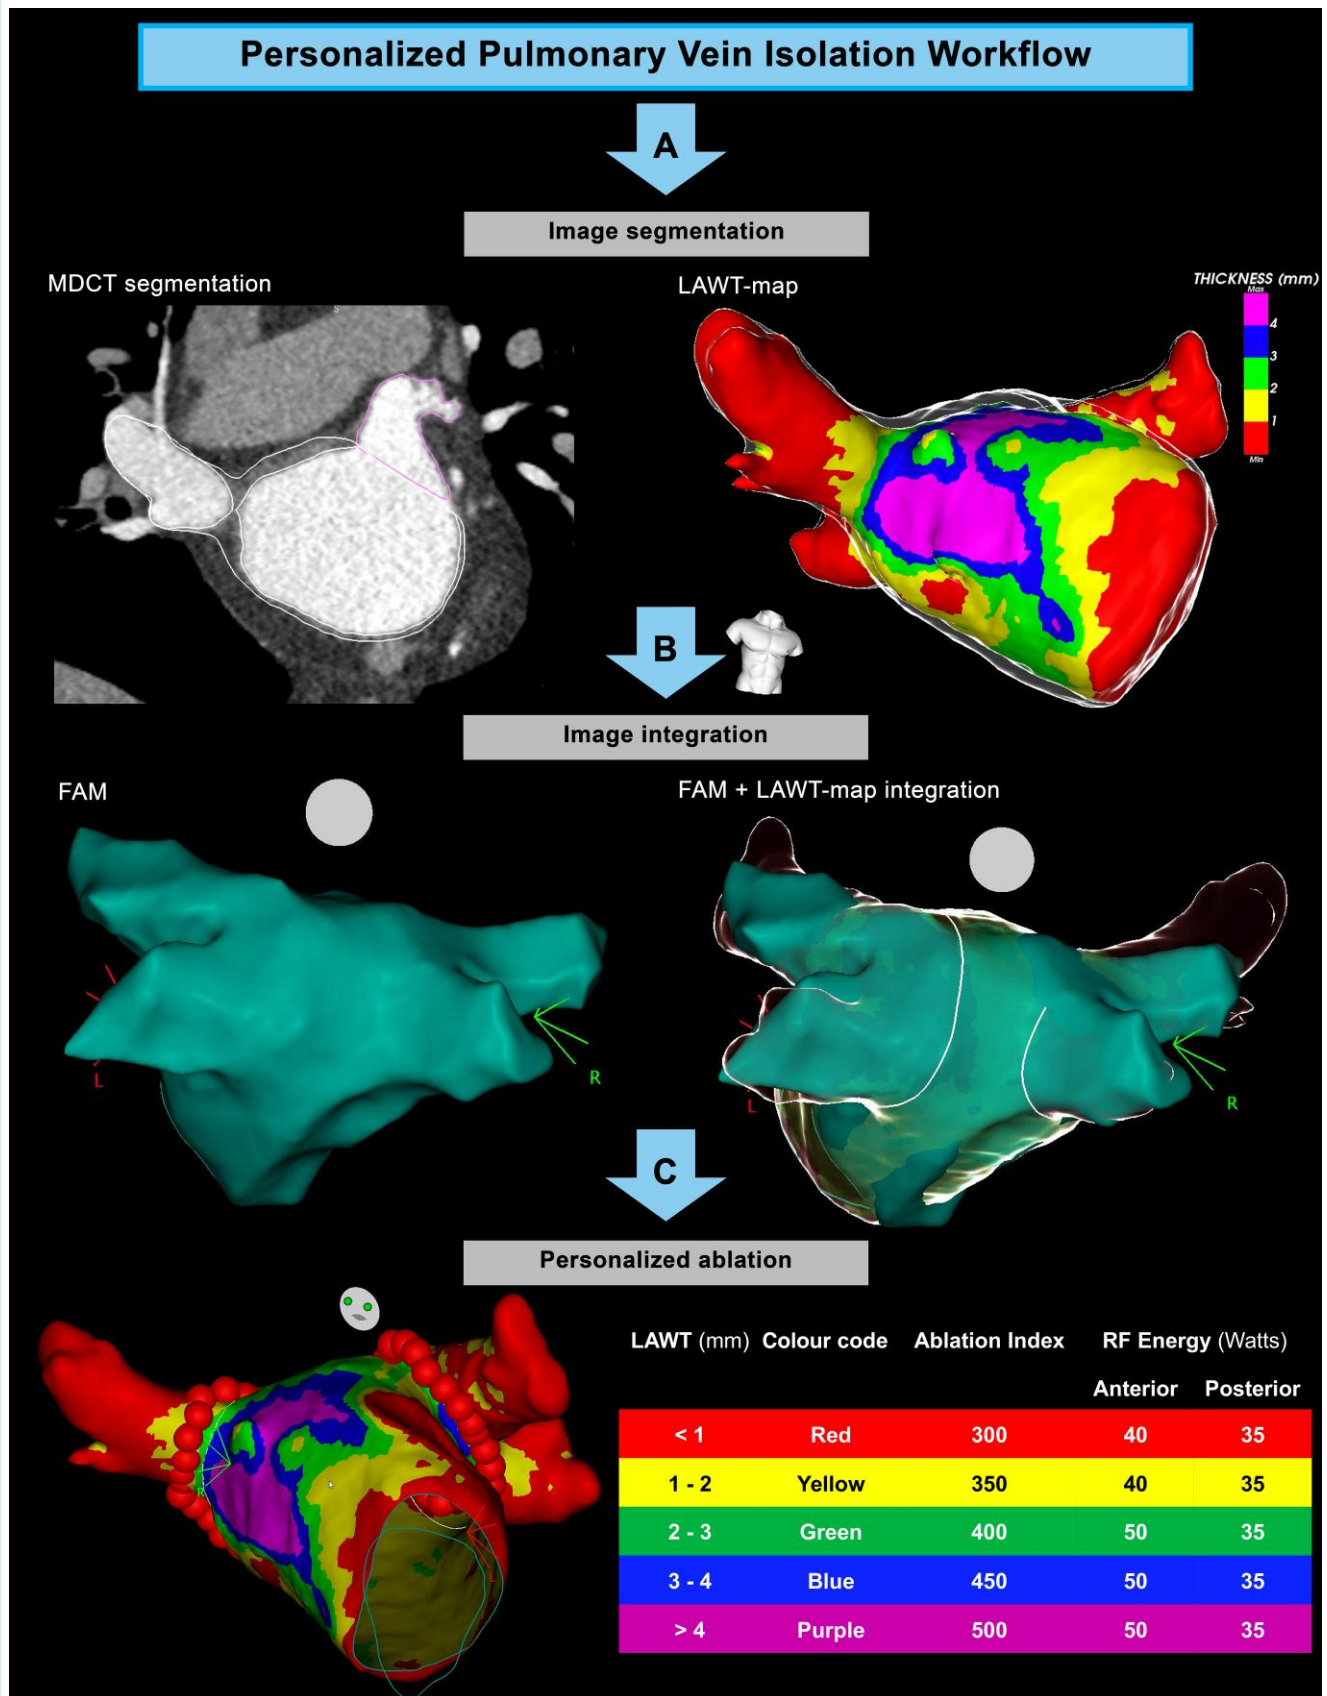 Personalized Pulmonary Vein Isolation Workflow
A
Image segmentation
MDCT segmentation
LAWT-map
THICKNESS (mm)
Max
4
3
2
1
Min
S
B
Image integration
FAM
FAM + LAWT-map integration
L
R
L
R
C
Personalized ablation
R
L
LAWT (mm) Colour code Ablation Index RF Energy (Watts)
Anterior Posterior
< 1 Red 300 40 35
1 - 2 Yellow 350 40 35
2 - 3 Green 400 50 35
3 - 4 Blue 450 50 35
> 4 Purple 500 50 35